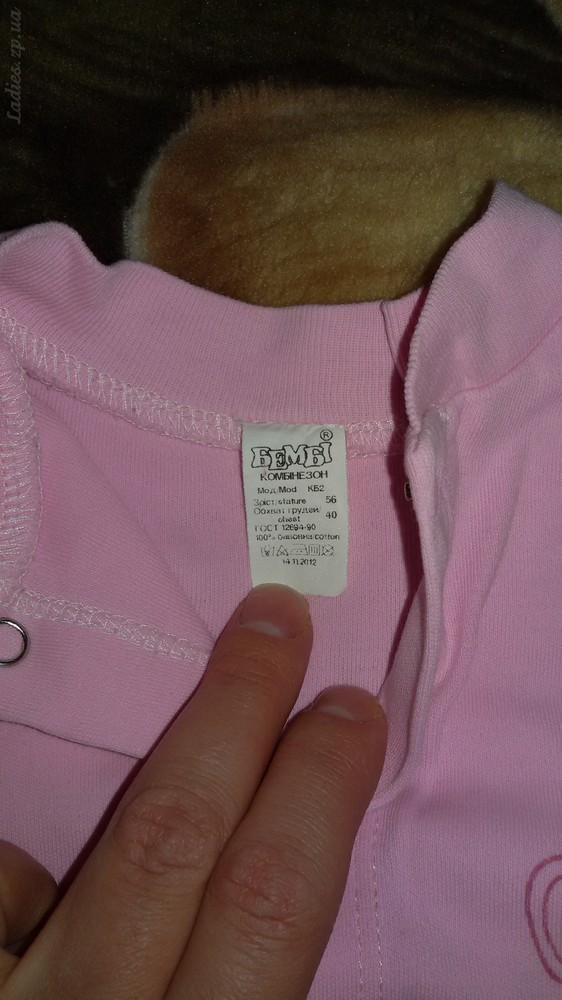 Ladies.zp.ua
БЕМБІ®
КОМБІНЕЗОН
Мод/Mod КБ2
Зріст/stature 56
Обхват грудей/ 40
chest
ГОСТ 12694-90
100% бавовна/cotton
14.11.2012